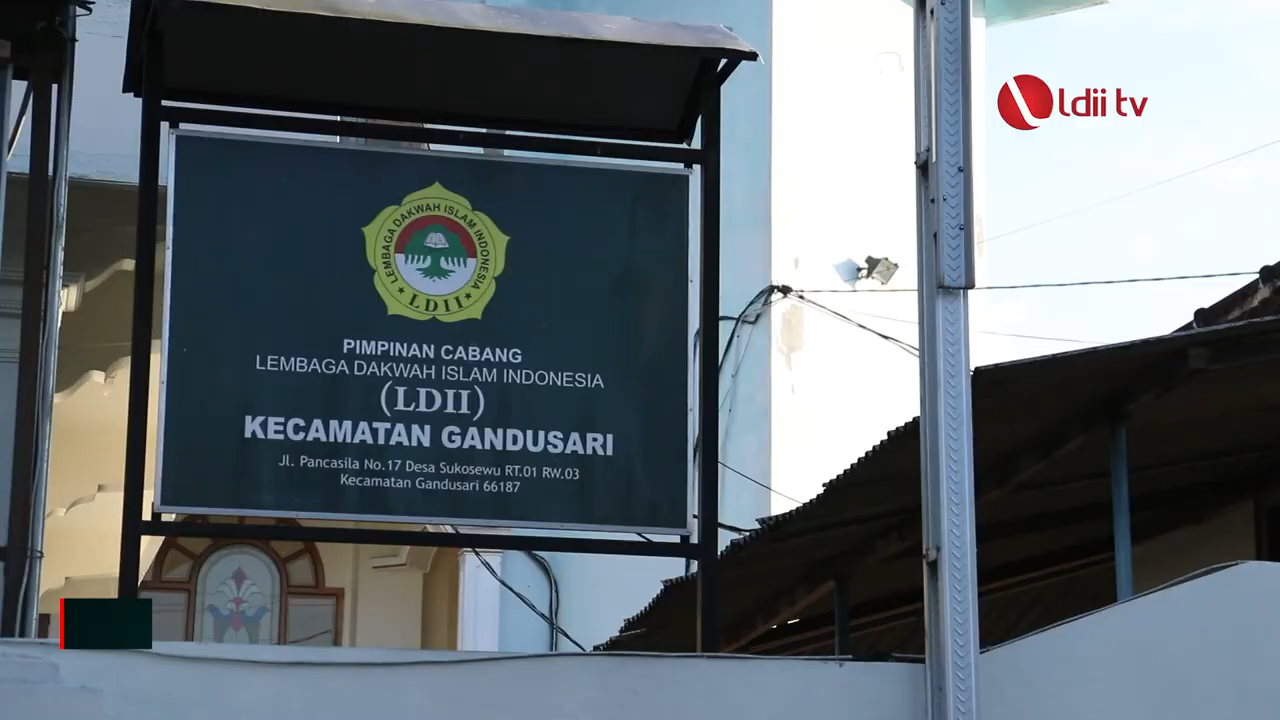 ldii tv
LEMBAGA DAKWAH ISLAM INDONESIA
LDII
PIMPINAN CABANG
LEMBAGA DAKWAH ISLAM INDONESIA
(LDII)
KECAMATAN GANDUSARI
Jl. Pancasila No.17 Desa Sukosewu RT.01 RW.03
Kecamatan Gandusari 66187